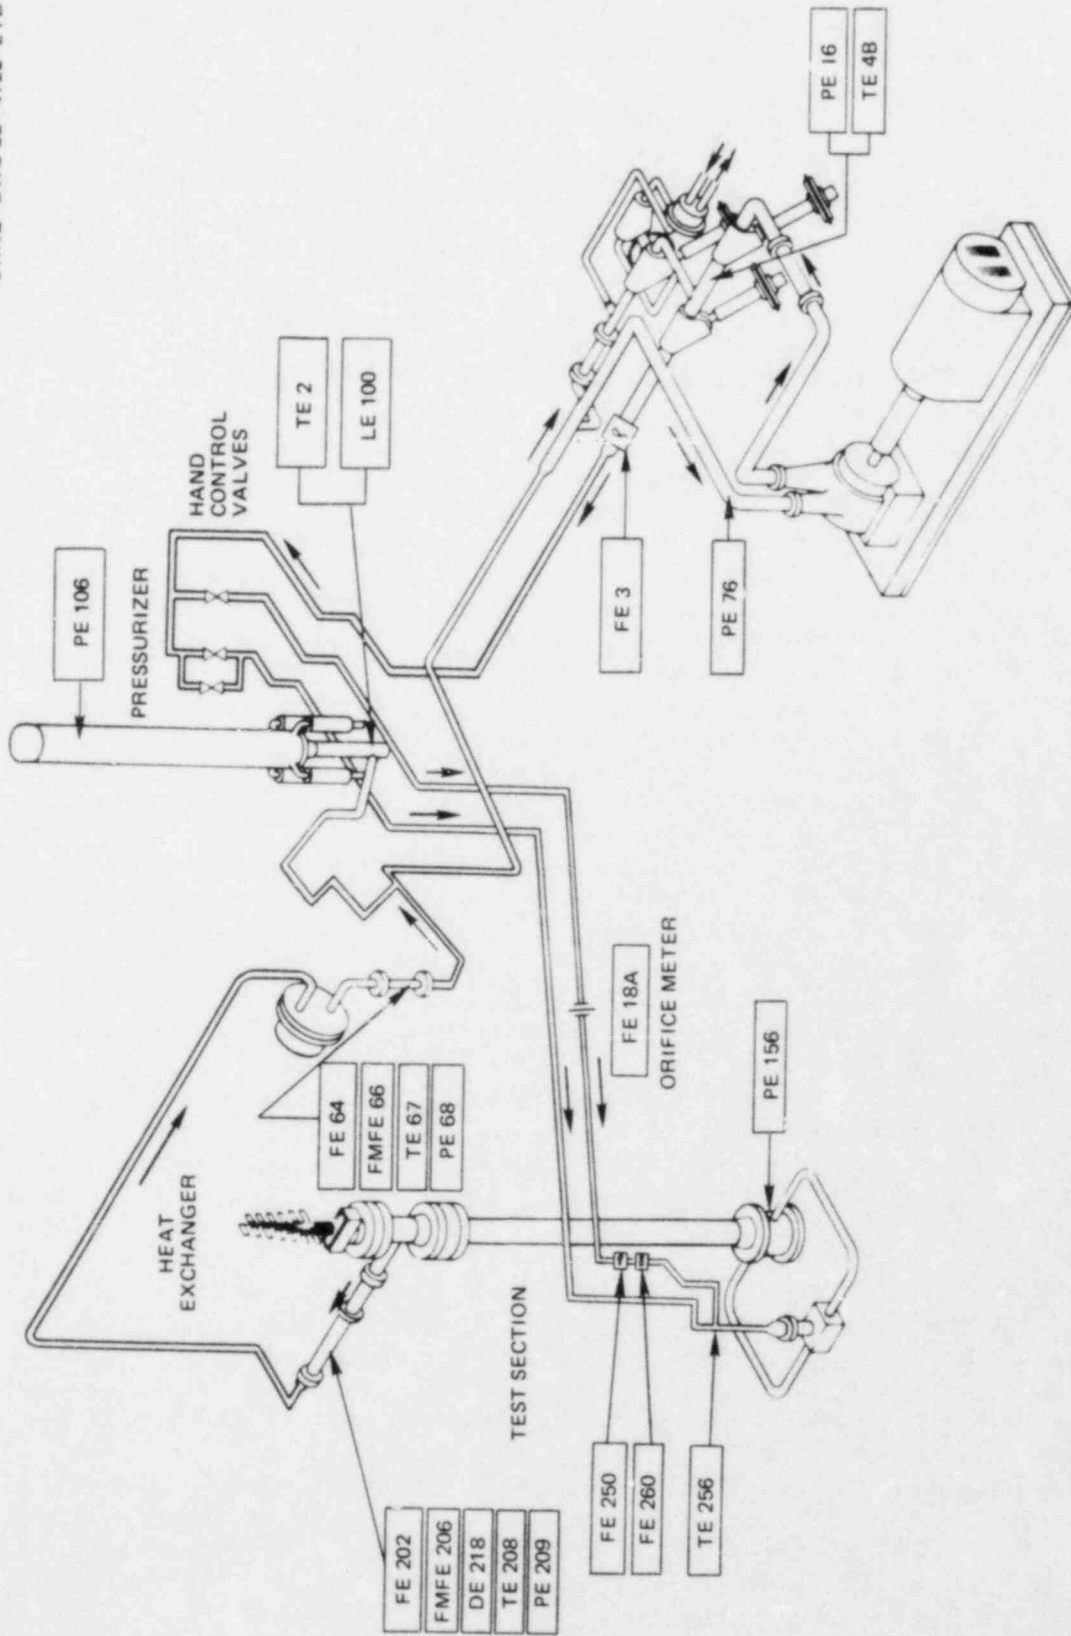 PE 106
PRESSURIZER
HAND
CONTROL
VALVES
TE 2
LE 100
PE 16
TE 4B
FE 3
PE 76
HEAT
EXCHANGER
FE 64
FMFE 66
TE 67
PE 68
FE 18A
ORIFICE METER
PE 156
TEST SECTION
FE 202
FMFE 206
DE 218
TE 208
PE 209
FE 250
FE 260
TE 256